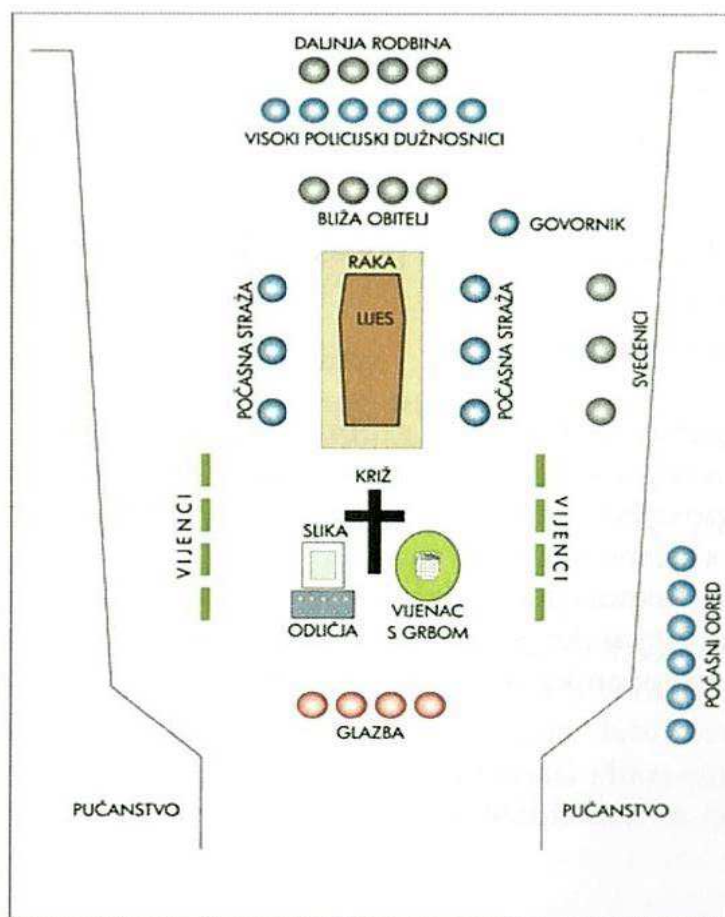 DALJNJA RODBINA
VISOKI POLICIJSKI DUŽNOSNICI
BLIŽA OBITELJ
GOVORNIK
RAKA
LIJES
POČASNA STRAŽA
POČASNA STRAŽA
SVEĆENICI
KRIŽ
SLIKA
VIJENCI
VIJENCI
ODLIČJA
VIJENAC
S GRBOM
POČASNI ODRED
GLAZBA
PUČANSTVO
PUČANSTVO